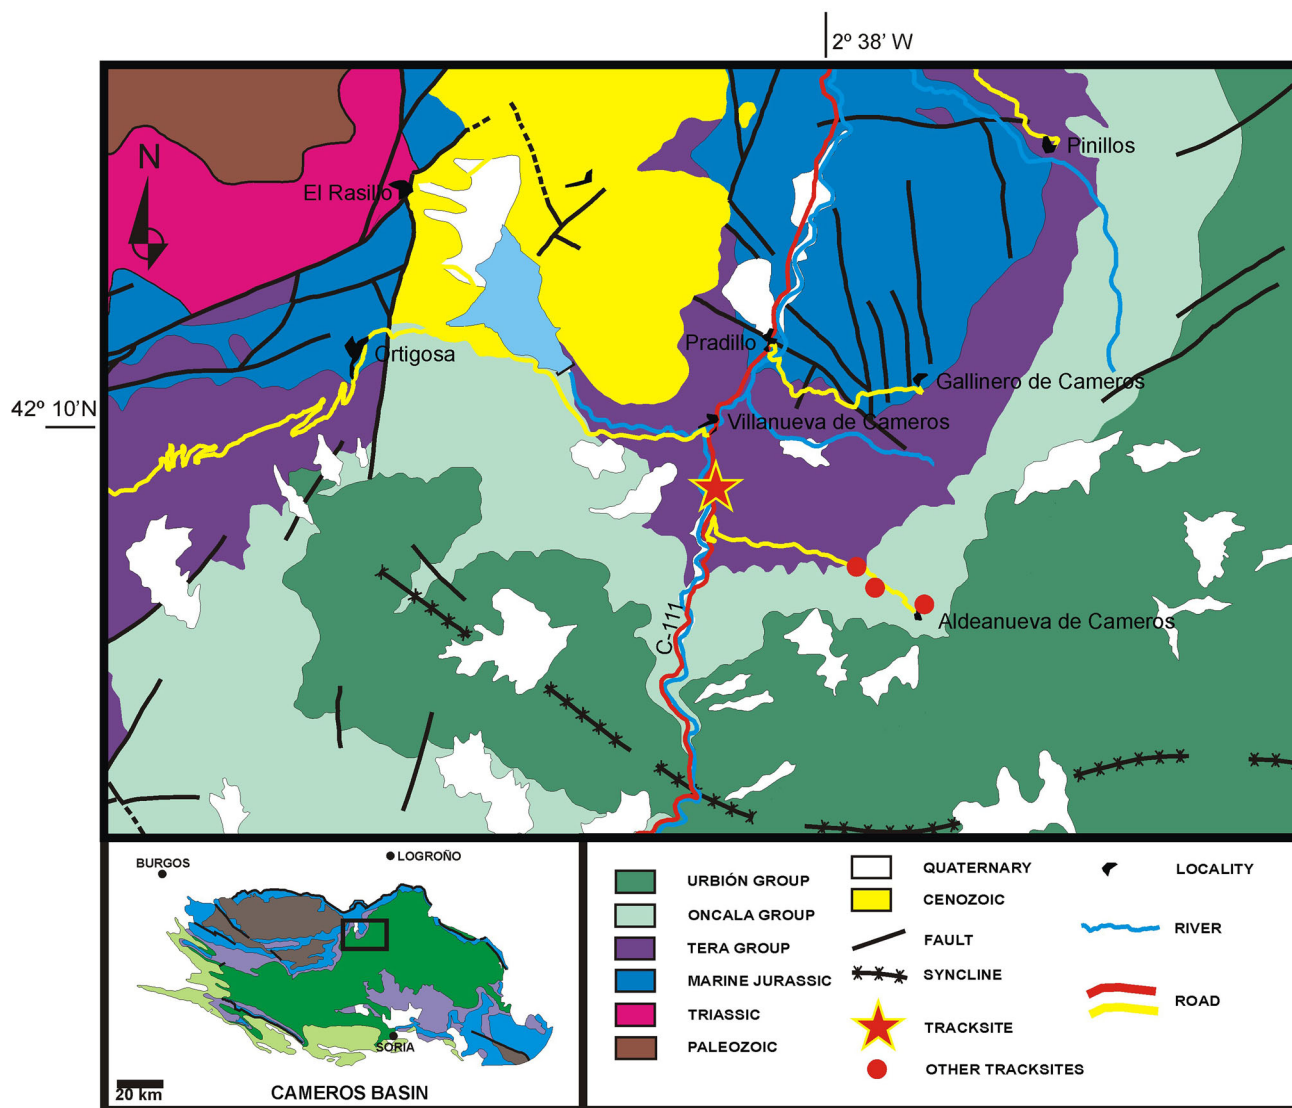 2º 38' W
N
Pinillos
El Rasillo
Pradillo
Ortigosa
Gallinero de Cameros
42º 10'N
Villanueva de Cameros
C-111
Aldeanueva de Cameros
BURGOS
LOGROÑO
SORIA
20 km
CAMEROS BASIN
URBIÓN GROUP
ONCALA GROUP
TERA GROUP
MARINE JURASSIC
TRIASSIC
PALEOZOIC
QUATERNARY
CENOZOIC
FAULT
SYNCLINE
TRACKSITE
OTHER TRACKSITES
LOCALITY
RIVER
ROAD